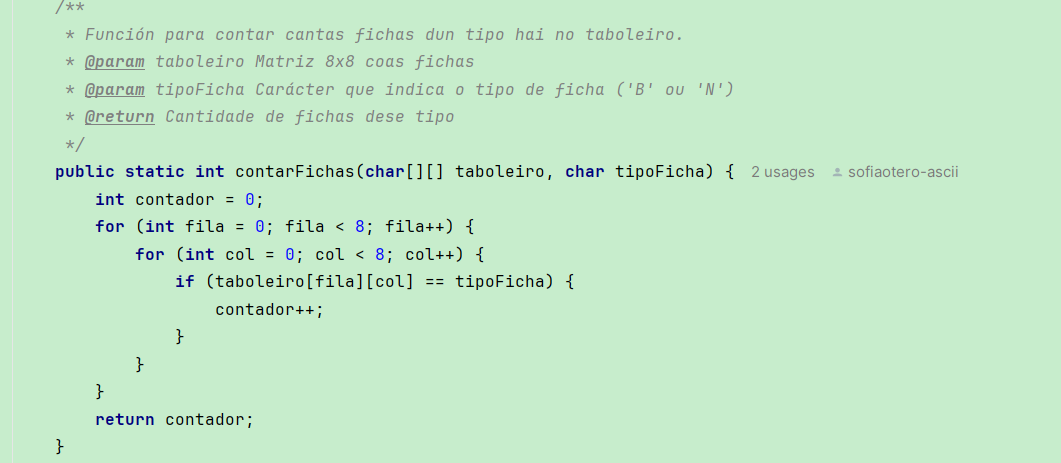 /**
 * Función para contar cantas fichas dun tipo hai no taboleiro.
 * @param taboleiro Matriz 8x8 coas fichas
 * @param tipoFicha Carácter que indica o tipo de ficha ('B' ou 'N')
 * @return Cantidade de fichas dese tipo
 */
public static int contarFichas(char[][] taboleiro, char tipoFicha) { 2 usages sofiaotero-ascii
    int contador = 0;
    for (int fila = 0; fila < 8; fila++) {
        for (int col = 0; col < 8; col++) {
            if (taboleiro[fila][col] == tipoFicha) {
                contador++;
            }
        }
    }
    return contador;
}